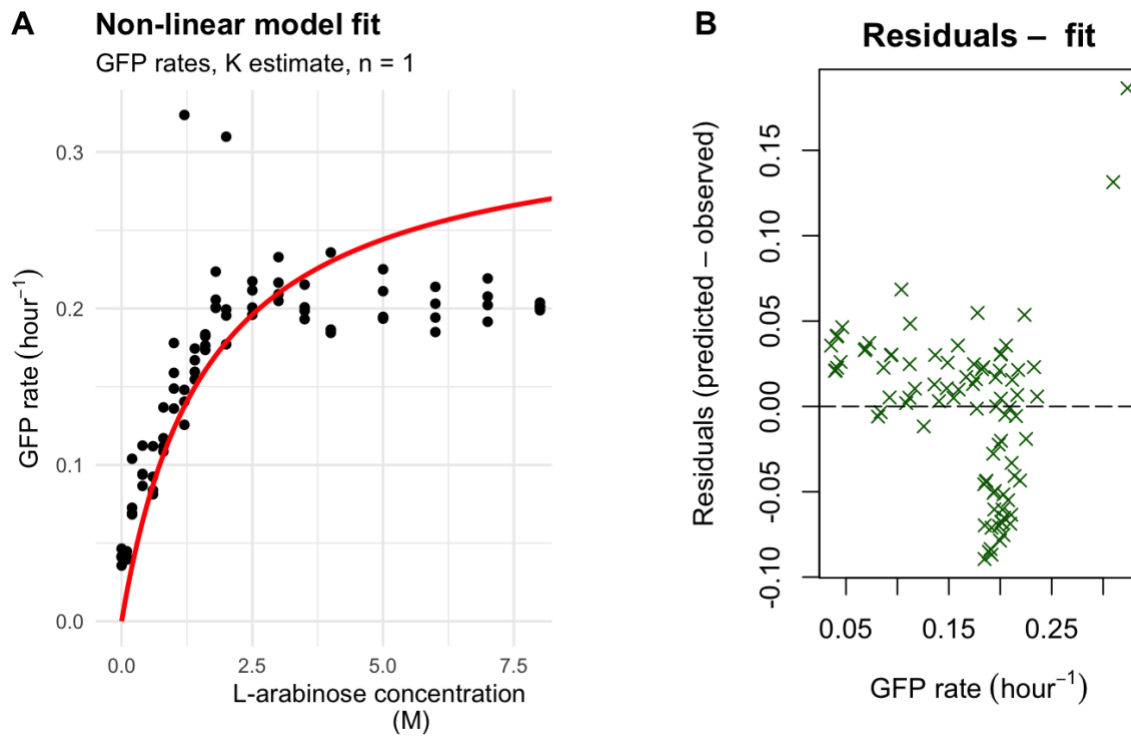 A Non-linear model fit
GFP rates, K estimate, n = 1
GFP rate (hour⁻¹)
0.3
0.2
0.1
0.0
0.0 2.5 5.0 7.5
L-arabinose concentration
(M)
B Residuals – fit
Residuals (predicted – observed)
0.15
0.10
0.05
0.00
-0.05
-0.10
0.05 0.15 0.25
GFP rate (hour⁻¹)